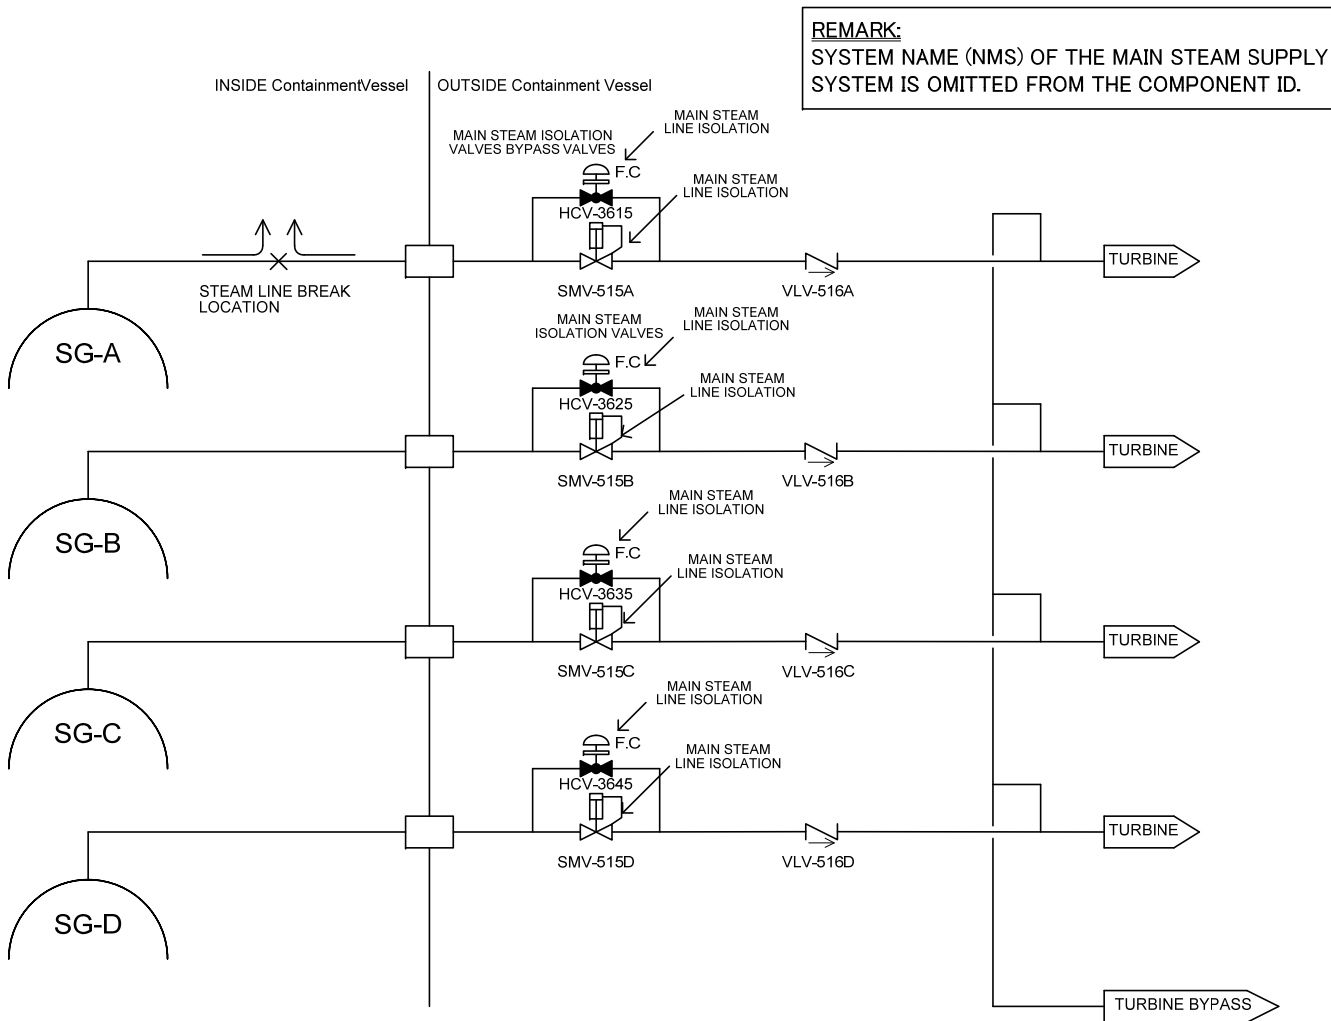 REMARK:
SYSTEM NAME (NMS) OF THE MAIN STEAM SUPPLY
SYSTEM IS OMITTED FROM THE COMPONENT ID.
INSIDE ContainmentVessel
OUTSIDE Containment Vessel
MAIN STEAM ISOLATION
VALVES BYPASS VALVES
MAIN STEAM
LINE ISOLATION
F.C
MAIN STEAM
LINE ISOLATION
HCV-3615
STEAM LINE BREAK
LOCATION
SMV-515A
VLV-516A
TURBINE
SG-A
MAIN STEAM
ISOLATION VALVES
MAIN STEAM
LINE ISOLATION
F.C
MAIN STEAM
LINE ISOLATION
HCV-3625
SMV-515B
VLV-516B
TURBINE
SG-B
MAIN STEAM
LINE ISOLATION
F.C
MAIN STEAM
LINE ISOLATION
HCV-3635
SMV-515C
VLV-516C
TURBINE
SG-C
MAIN STEAM
LINE ISOLATION
F.C
MAIN STEAM
LINE ISOLATION
HCV-3645
SMV-515D
VLV-516D
TURBINE
SG-D
TURBINE BYPASS